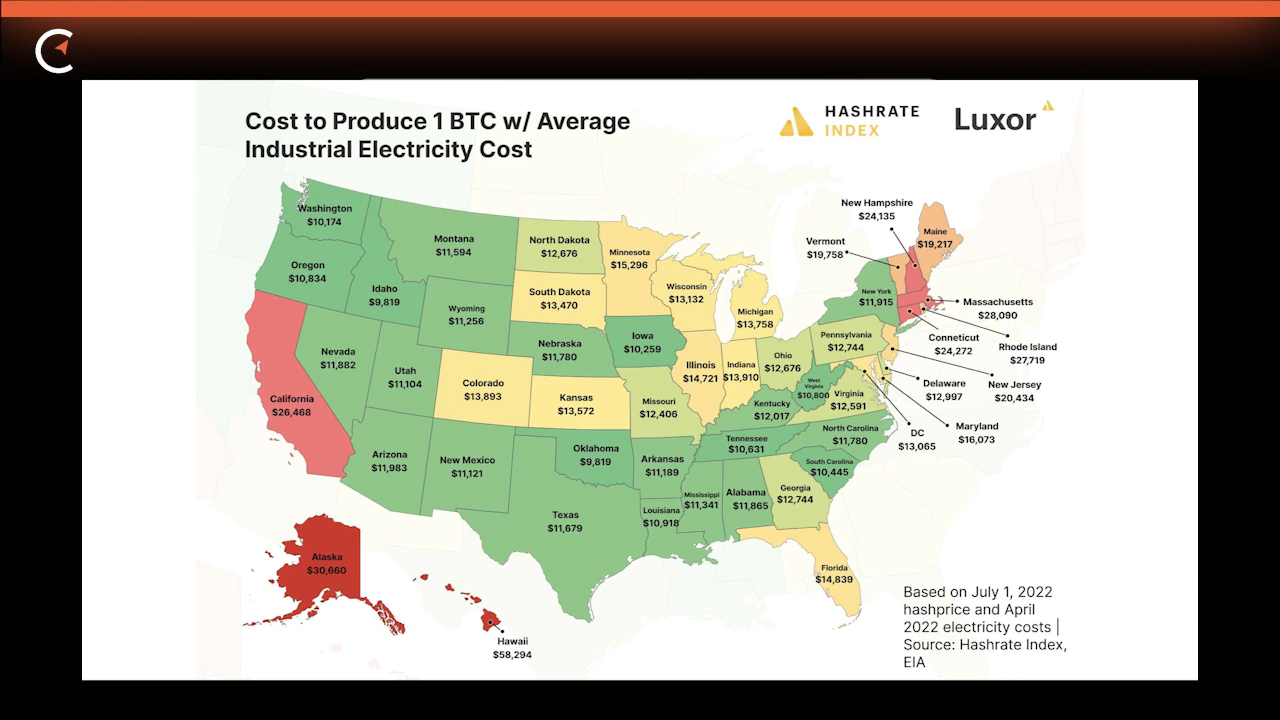 Cost to Produce 1 BTC w/ Average
Industrial Electricity Cost
HASHRATE
INDEX
Luxor
Washington
$10,174
Oregon
$10,834
California
$26,468
Nevada
$11,882
Idaho
$9,819
Montana
$11,594
Wyoming
$11,256
Utah
$11,104
Colorado
$13,893
Arizona
$11,983
New Mexico
$11,121
North Dakota
$12,676
South Dakota
$13,470
Nebraska
$11,780
Kansas
$13,572
Oklahoma
$9,819
Texas
$11,679
Minnesota
$15,296
Iowa
$10,259
Missouri
$12,406
Arkansas
$11,189
Louisiana
$10,918
Wisconsin
$13,132
Illinois
$14,721
Michigan
$13,758
Indiana
$13,910
Ohio
$12,676
Kentucky
$12,017
Tennessee
$10,631
Mississippi
$11,341
Alabama
$11,865
Georgia
$12,744
Florida
$14,839
South Carolina
$10,445
North Carolina
$11,780
Virginia
$12,591
West
Virginia
$10,800
Pennsylvania
$12,744
New York
$11,915
Vermont
$19,758
New Hampshire
$24,135
Maine
$19,217
Massachusetts
$28,090
Rhode Island
$27,719
Conneticut
$24,272
New Jersey
$20,434
Delaware
$12,997
Maryland
$16,073
DC
$13,065
Alaska
$30,660
Hawaii
$58,294
Based on July 1, 2022
hashprice and April
2022 electricity costs |
Source: Hashrate Index,
EIA